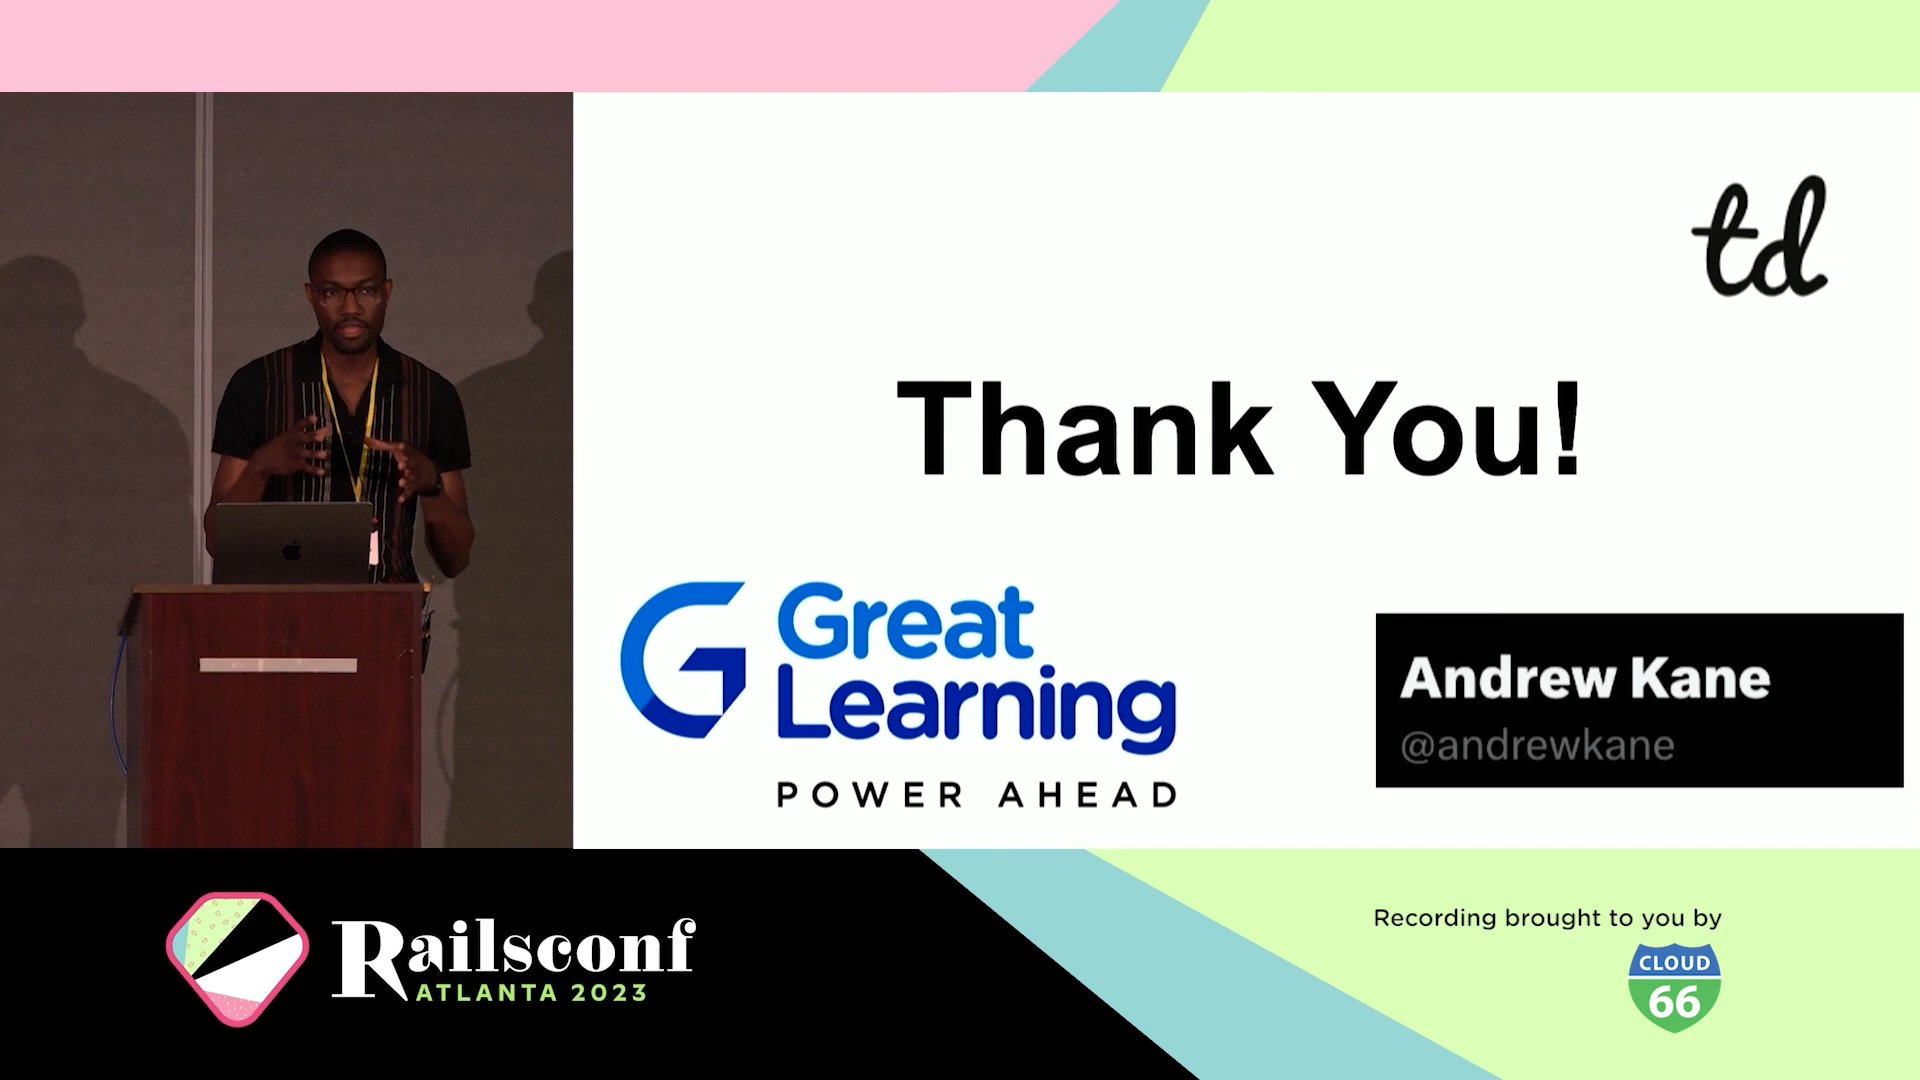 td
Thank You!
Great
Learning
POWER AHEAD
Andrew Kane
@andrewkane
Railsconf
ATLANTA 2023
Recording brought to you by
CLOUD
66